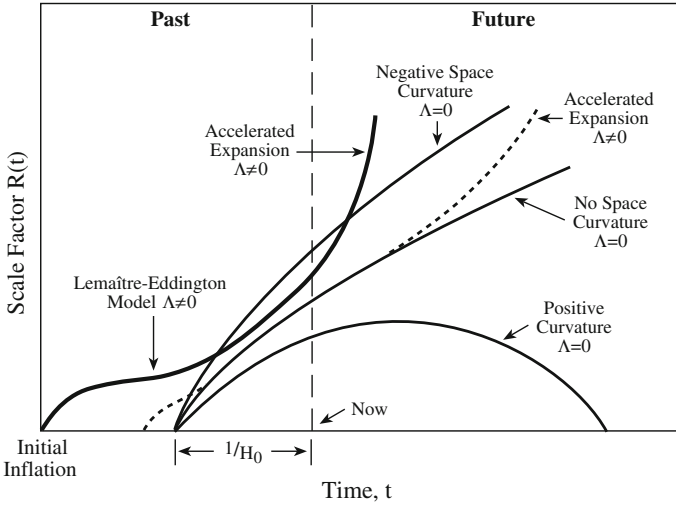 Past
Future
Negative Space
Curvature
Λ=0
Accelerated
Expansion
Λ≠0
Accelerated
Expansion
Λ≠0
No Space
Curvature
Λ=0
Lemaître-Eddington
Model Λ≠0
Positive
Curvature
Λ=0
Now
Scale Factor R(t)
Initial
Inflation
1/H₀
Time, t